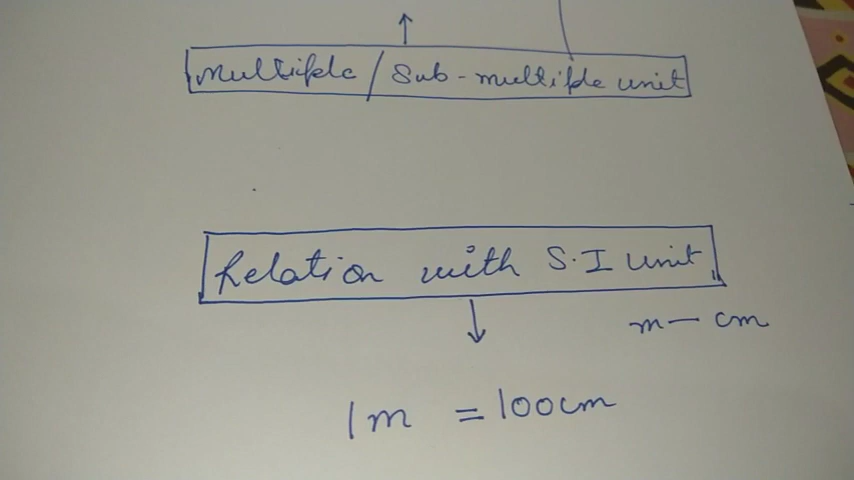 Multiple / Sub-multiple unit
Relation with S.I unit
m — cm
1m = 100cm